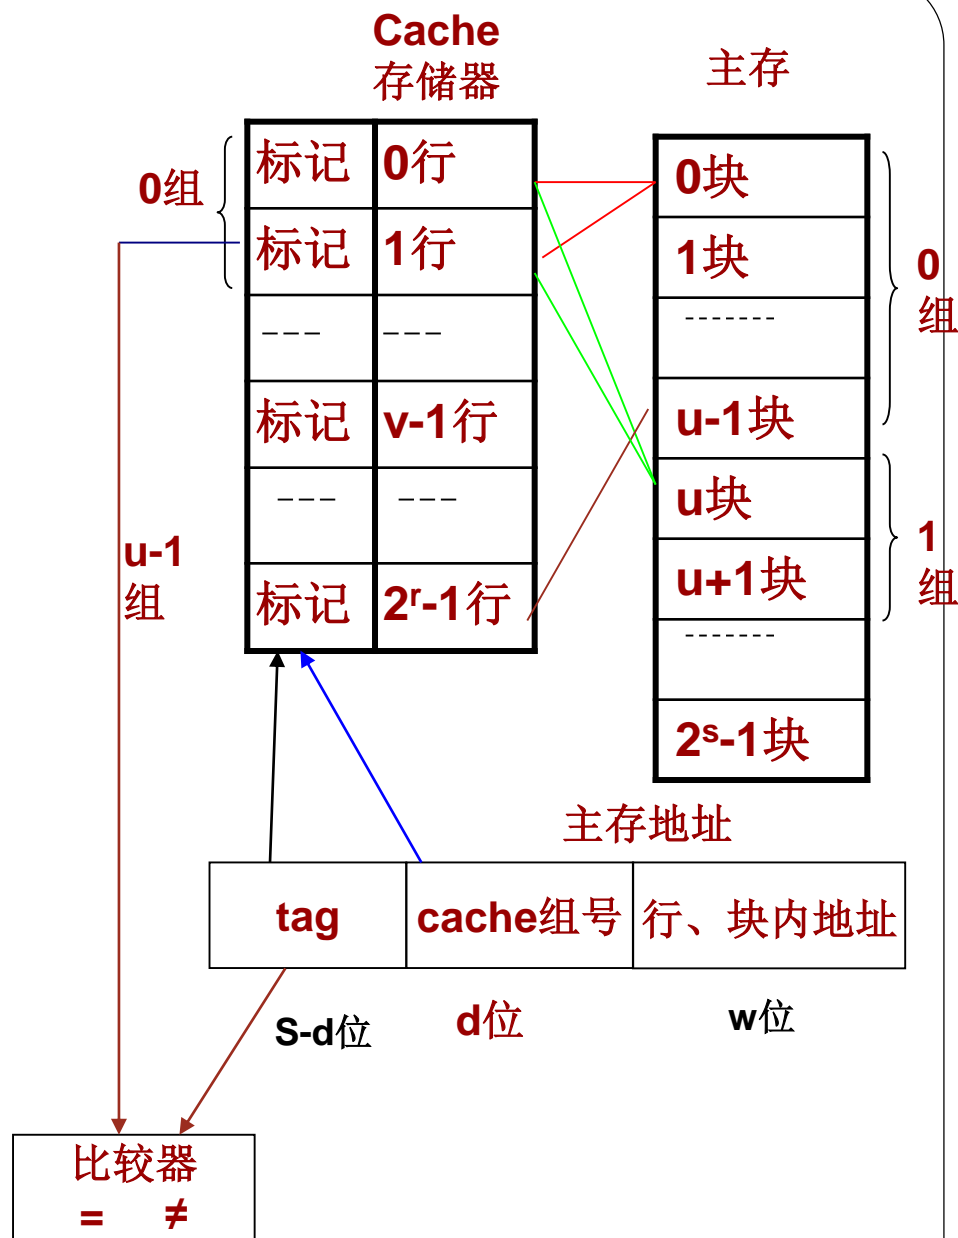 Cache
存储器
主存
0组
标记 0行
标记 1行
--- ---
标记 v-1行
--- ---
标记 2ʳ-1行
u-1
组
0块
1块
-------
u-1块
u块
u+1块
-------
2ˢ-1块
0
组
1
组
主存地址
tag cache组号 行、块内地址
S-d位 d位 w位
比较器
= ≠